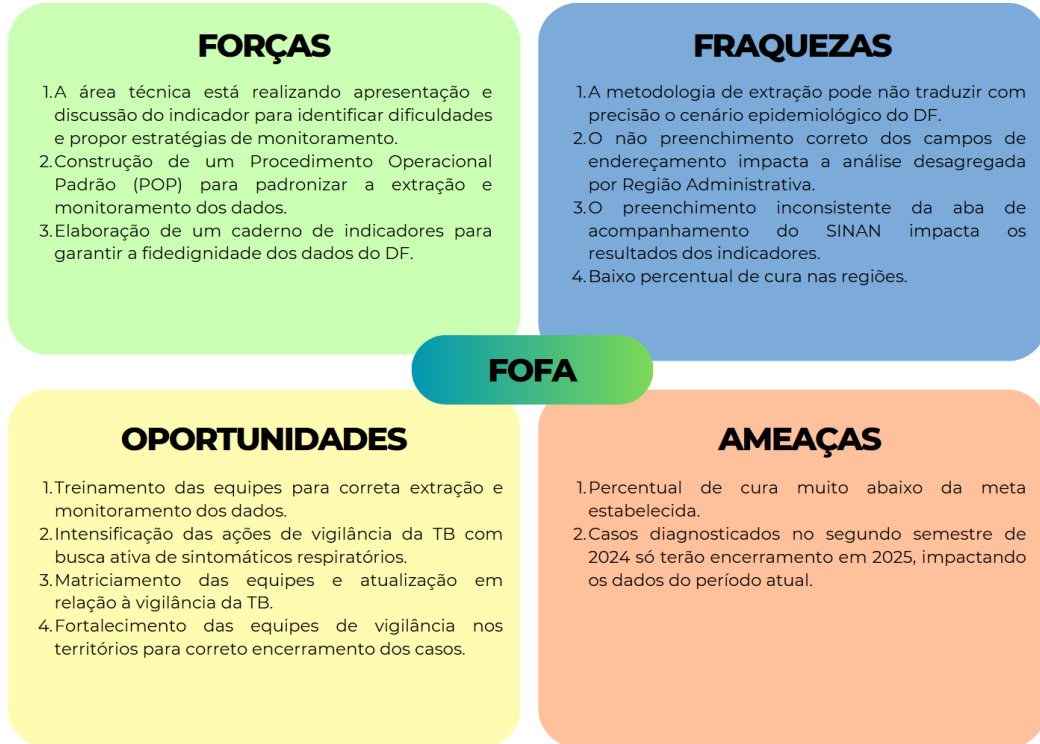 FORÇAS
1.A área técnica está realizando apresentação e
discussão do indicador para identificar dificuldades
e propor estratégias de monitoramento.
2.Construção de um Procedimento Operacional
Padrão (POP) para padronizar a extração e
monitoramento dos dados.
3.Elaboração de um caderno de indicadores para
garantir a fidedignidade dos dados do DF.
FRAQUEZAS
1.A metodologia de extração pode não traduzir com
precisão o cenário epidemiológico do DF.
2.O não preenchimento correto dos campos de
endereçamento impacta a análise desagregada
por Região Administrativa.
3.O preenchimento inconsistente da aba de
acompanhamento do SINAN impacta os
resultados dos indicadores.
4.Baixo percentual de cura nas regiões.
FOFA
OPORTUNIDADES
1.Treinamento das equipes para correta extração e
monitoramento dos dados.
2.Intensificação das ações de vigilância da TB com
busca ativa de sintomáticos respiratórios.
3.Matriciamento das equipes e atualização em
relação à vigilância da TB.
4.Fortalecimento das equipes de vigilância nos
territórios para correto encerramento dos casos.
AMEAÇAS
1.Percentual de cura muito abaixo da meta
estabelecida.
2.Casos diagnosticados no segundo semestre de
2024 só terão encerramento em 2025, impactando
os dados do período atual.